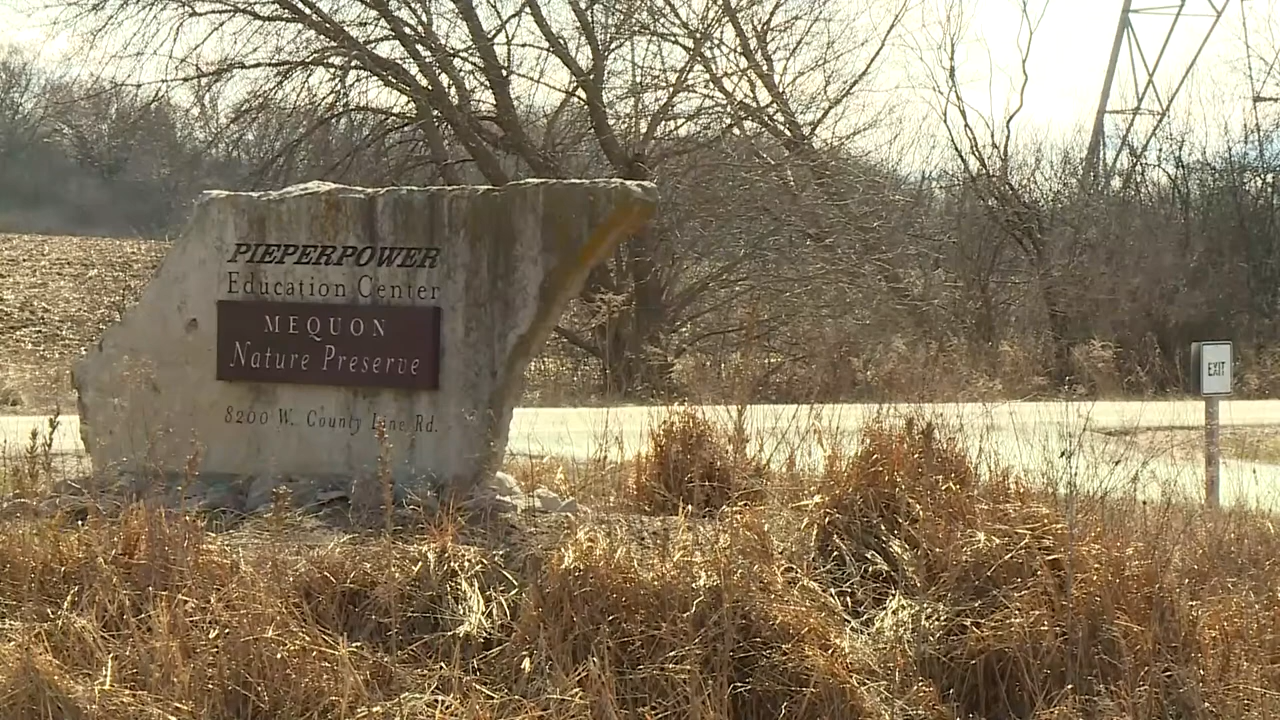 PIEPERPOWER
Education Center
MEQUON
Nature Preserve
8200 W. County Line Rd.
EXIT